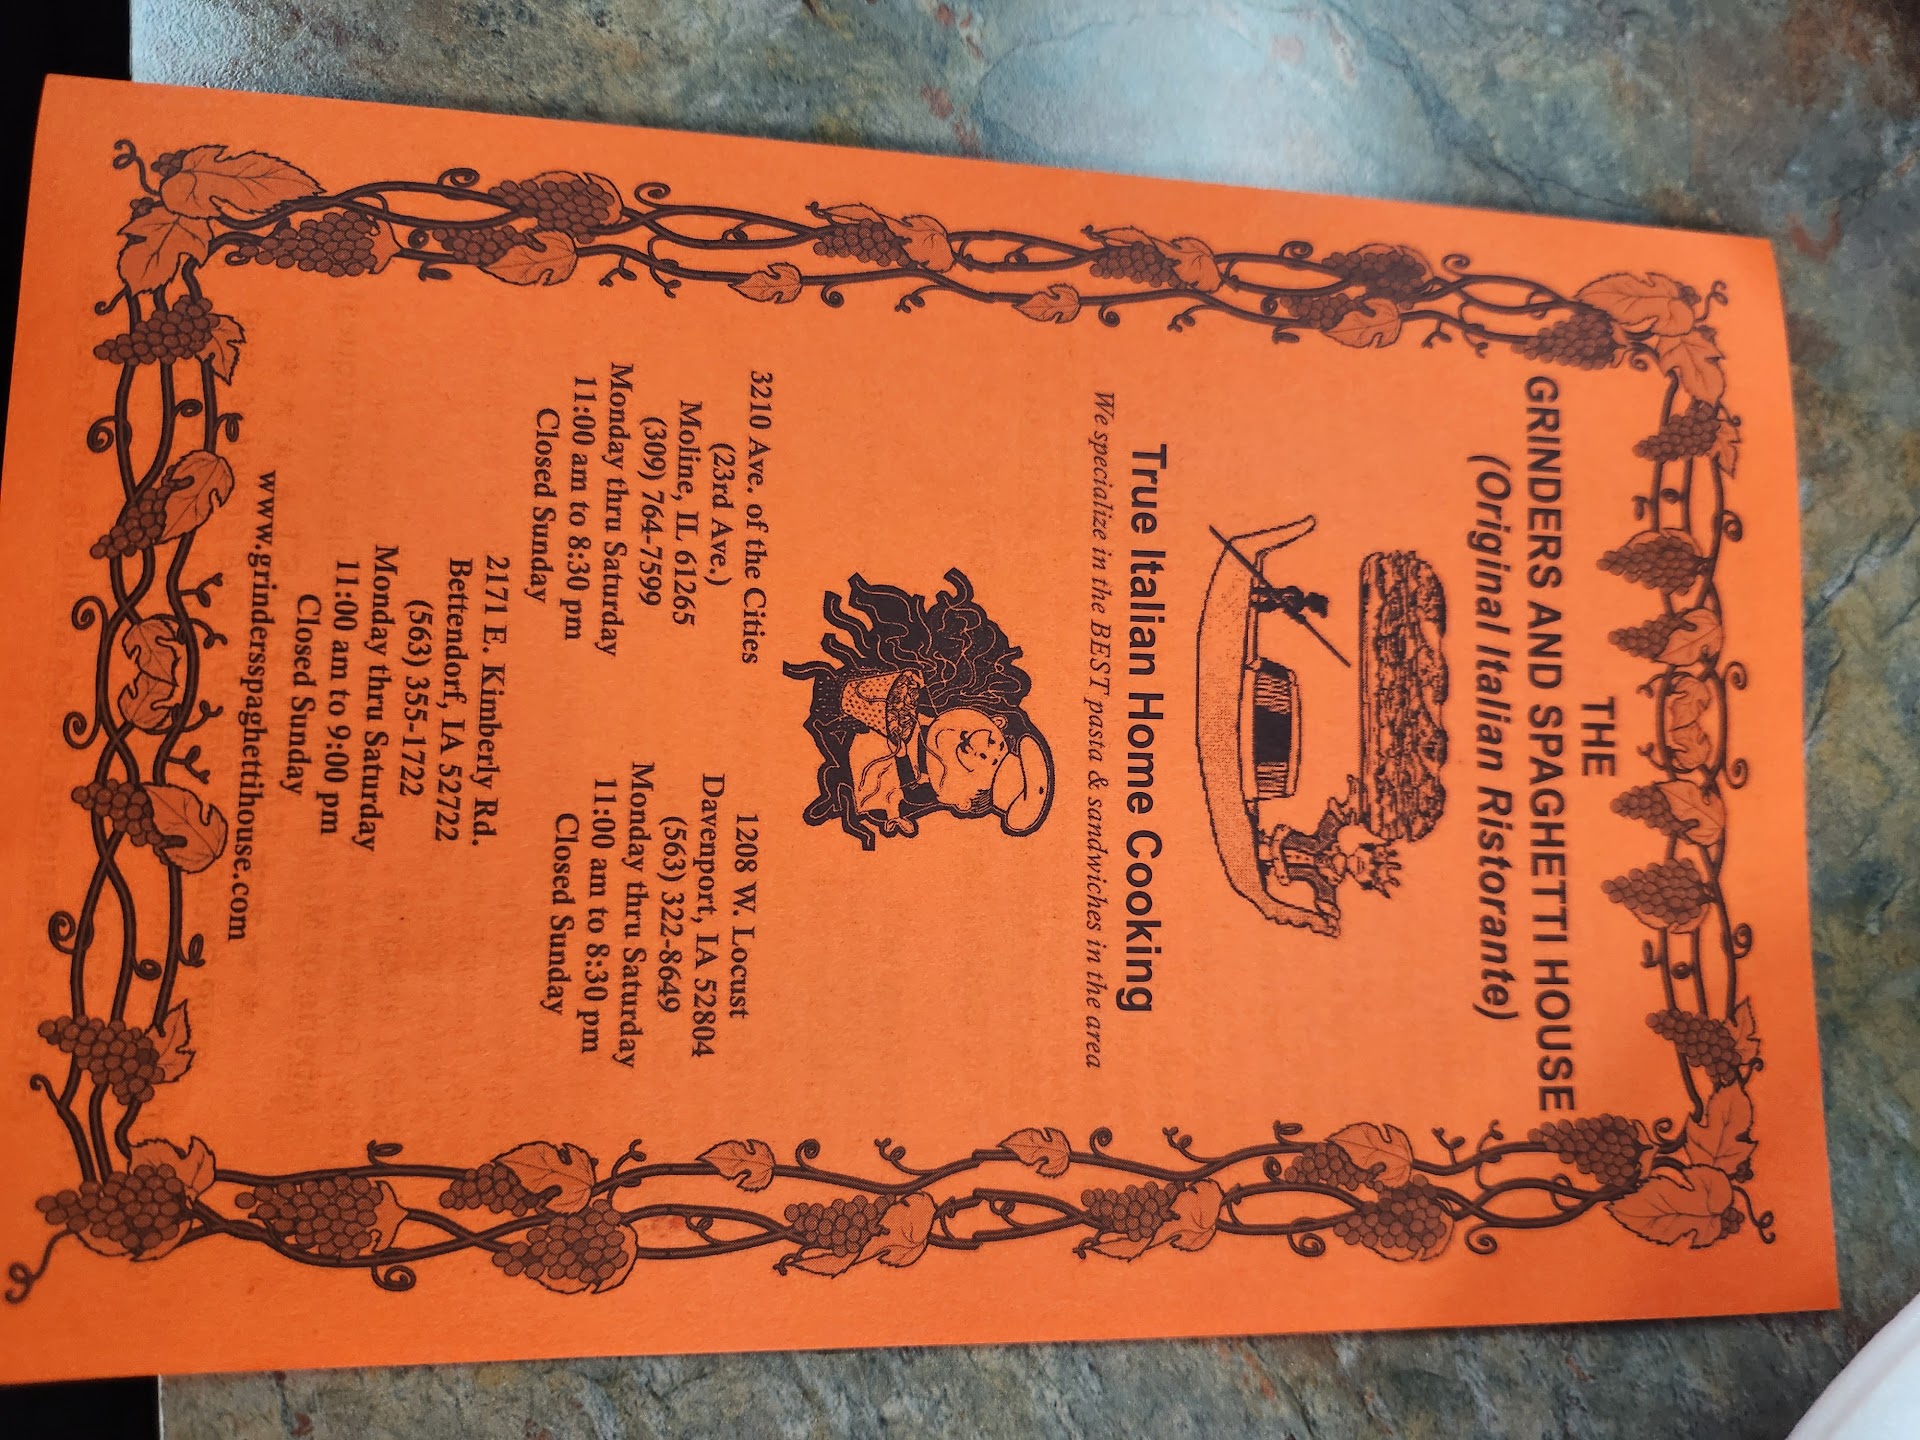 THE
GRINDERS AND SPAGHETTI HOUSE
(Original Italian Ristorante)
True Italian Home Cooking
We specialize in the BEST pasta & sandwiches in the area
3210 Ave. of the Cities
(23rd Ave.)
Moline, IL 61265
(309) 764-7599
Monday thru Saturday
11:00 am to 8:30 pm
Closed Sunday
1208 W. Locust
Davenport, IA 52804
(563) 322-8649
Monday thru Saturday
11:00 am to 8:30 pm
Closed Sunday
2171 E. Kimberly Rd.
Bettendorf, IA 52722
(563) 355-1722
Monday thru Saturday
11:00 am to 9:00 pm
Closed Sunday
www.grindersspaghettihouse.com